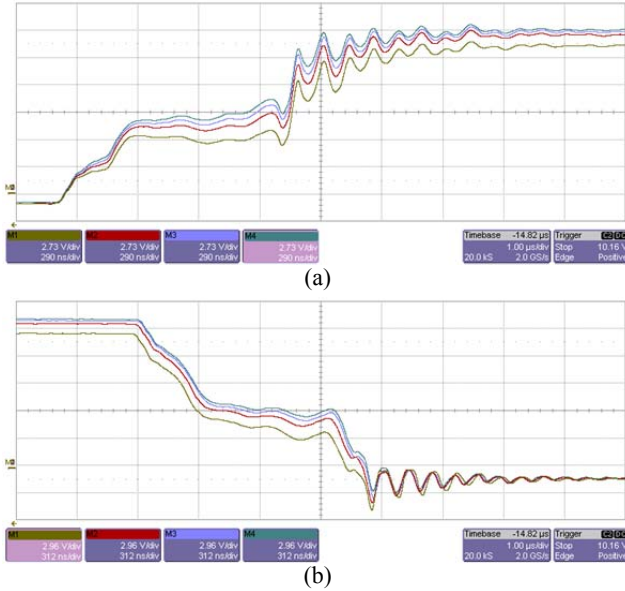 M1 M2 M3 M4 Timebase -14.82 µs Trigger C2 DC
2.73 V/div 2.73 V/div 2.73 V/div 2.73 V/div 1.00 µs/div Stop 10.16 V
290 ns/div 290 ns/div 290 ns/div 290 ns/div 20.0 kS 2.0 GS/s Edge Positive
(a)
M1 M3 M4 Timebase -14.82 µs Trigger C2 DC
2.96 V/div 2.96 V/div 2.96 V/div 2.96 V/div 1.00 µs/div Stop 10.16 V
312 ns/div 312 ns/div 312 ns/div 312 ns/div 20.0 kS 2.0 GS/s Edge Positive
(b)